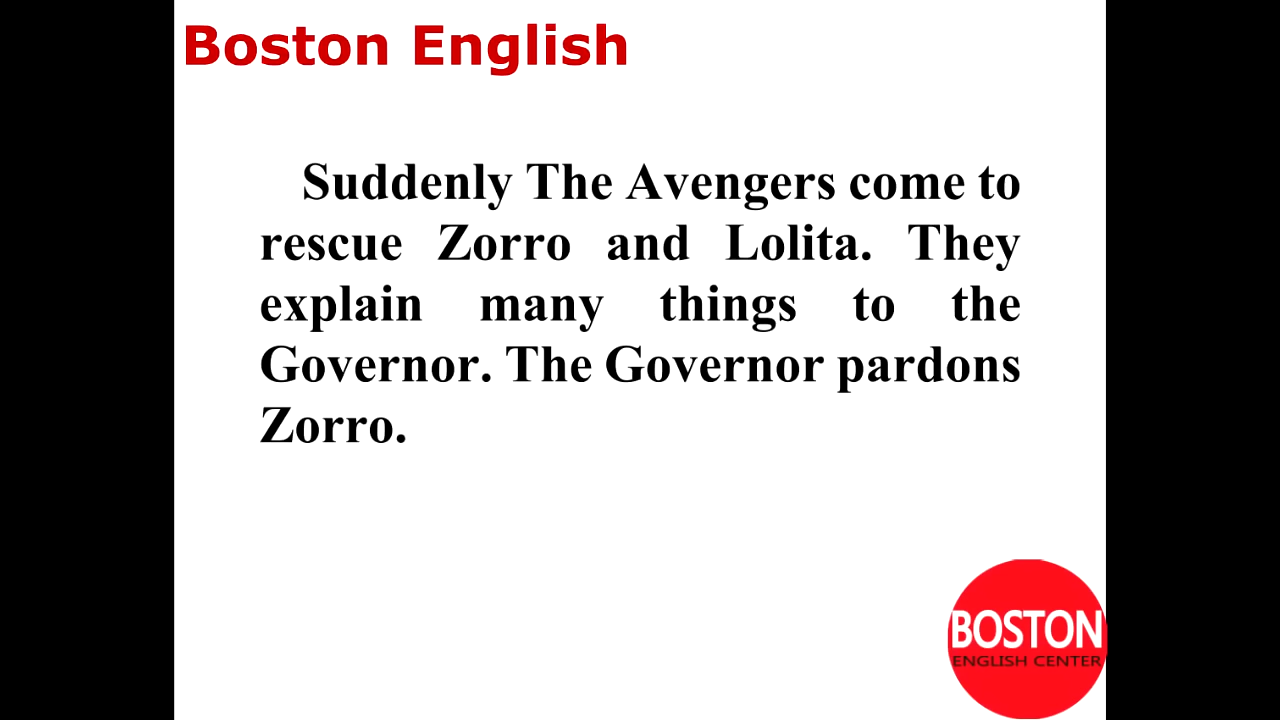 Boston English
Suddenly The Avengers come to
rescue Zorro and Lolita. They
explain many things to the
Governor. The Governor pardons
Zorro.
BOSTON
ENGLISH CENTER